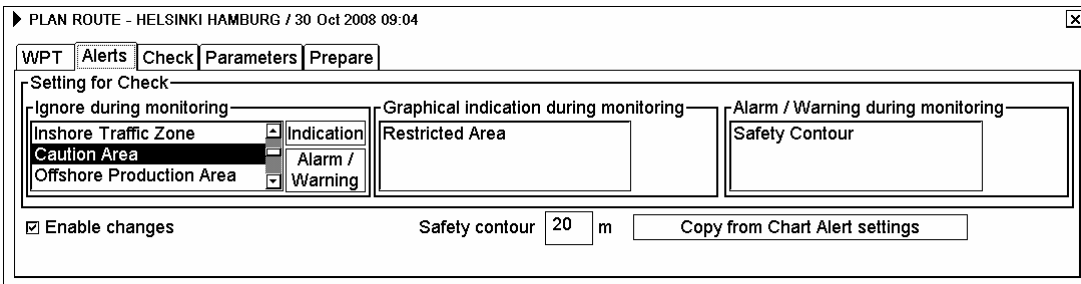 PLAN ROUTE - HELSINKI HAMBURG / 30 Oct 2008 09:04
WPT Alerts Check Parameters Prepare
Setting for Check
Ignore during monitoring
Inshore Traffic Zone
Caution Area
Offshore Production Area
Indication
Alarm /
Warning
Graphical indication during monitoring
Restricted Area
Alarm / Warning during monitoring
Safety Contour
Enable changes
Safety contour 20 m
Copy from Chart Alert settings